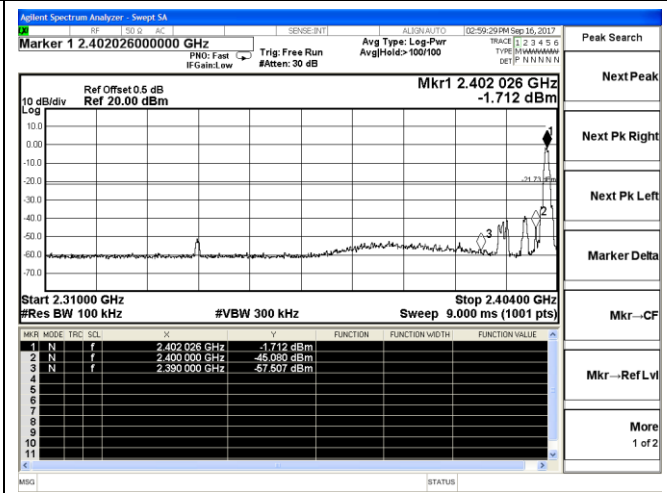 Agilent Spectrum Analyzer - Swept SA
RF 50 Ω AC SENSE:INT ALIGNAUTO 02:59:29 PM Sep 16, 2017
Marker 1 2.402026000000 GHz
PNO: Fast
IFGain:Low
Trig: Free Run
#Atten: 30 dB
Avg Type: Log-Pwr
Avg|Hold:>100/100
TRACE 1 2 3 4 5 6
TYPE
DET P N N N N N
Peak Search
Ref Offset 0.5 dB
10 dB/div Ref 20.00 dBm
Log
Mkr1 2.402 026 GHz
-1.712 dBm
10.0
0.00
-10.0
-20.0
-30.0
-40.0
-50.0
-60.0
-70.0
1
-21.73 dBm
2
3
Start 2.31000 GHz Stop 2.40400 GHz
#Res BW 100 kHz #VBW 300 kHz Sweep 9.000 ms (1001 pts)
MKR MODE TRC SCL X Y FUNCTION FUNCTION WIDTH FUNCTION VALUE
1 N f 2.402 026 GHz -1.712 dBm
2 N f 2.400 000 GHz -45.080 dBm
3 N f 2.390 000 GHz -57.507 dBm
4
5
6
7
8
9
10
11
MSG STATUS
Next Peak
Next Pk Right
Next Pk Left
Marker Delta
Mkr→CF
Mkr→Ref Lvl
More
1 of 2